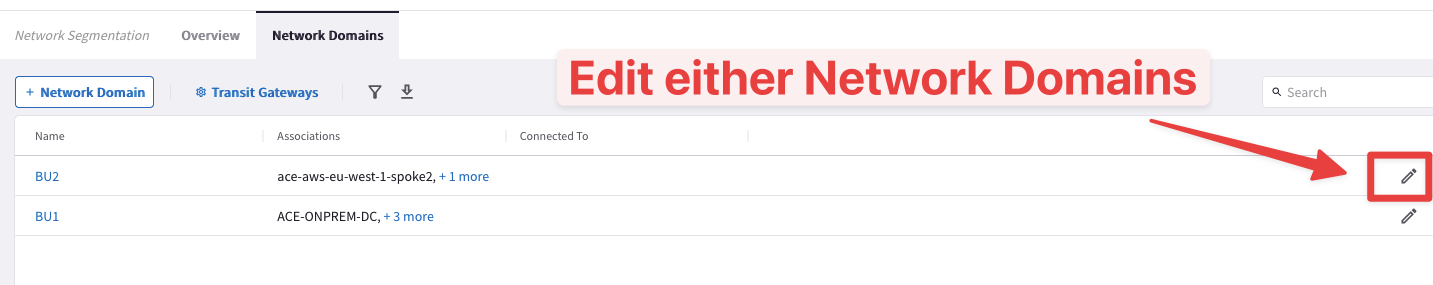 Network Segmentation Overview Network Domains
Edit either Network Domains
+ Network Domain Transit Gateways Search
Name Associations Connected To
BU2 ace-aws-eu-west-1-spoke2, + 1 more
BU1 ACE-ONPREM-DC, + 3 more